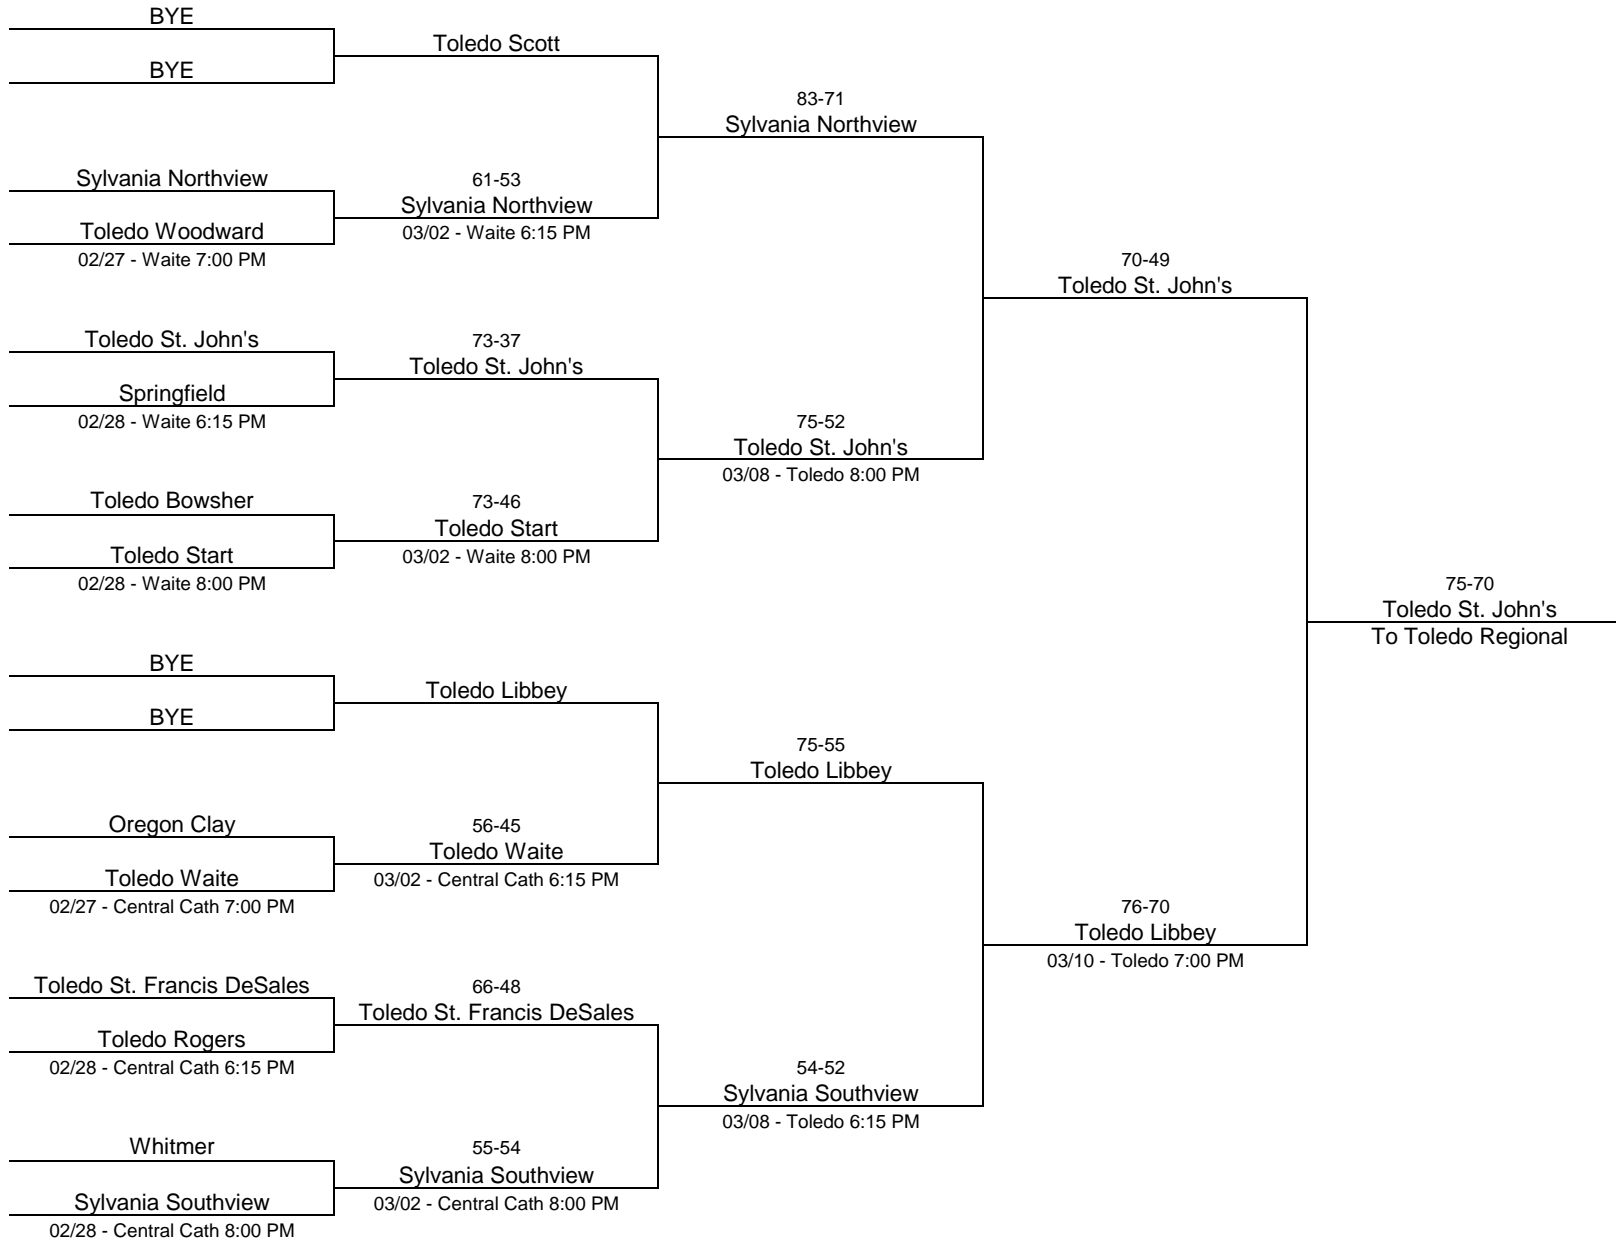 BYE
BYE
Sylvania Northview
Toledo Woodward
02/27 - Waite 7:00 PM
Toledo St. John's
Springfield
02/28 - Waite 6:15 PM
Toledo Bowsher
Toledo Start
02/28 - Waite 8:00 PM
BYE
BYE
Oregon Clay
Toledo Waite
02/27 - Central Cath 7:00 PM
Toledo St. Francis DeSales
Toledo Rogers
02/28 - Central Cath 6:15 PM
Whitmer
Sylvania Southview
02/28 - Central Cath 8:00 PM
Toledo Scott
61-53
Sylvania Northview
03/02 - Waite 6:15 PM
73-37
Toledo St. John's
73-46
Toledo Start
03/02 - Waite 8:00 PM
Toledo Libbey
56-45
Toledo Waite
03/02 - Central Cath 6:15 PM
66-48
Toledo St. Francis DeSales
55-54
Sylvania Southview
03/02 - Central Cath 8:00 PM
83-71
Sylvania Northview
75-52
Toledo St. John's
03/08 - Toledo 8:00 PM
75-55
Toledo Libbey
54-52
Sylvania Southview
03/08 - Toledo 6:15 PM
70-49
Toledo St. John's
76-70
Toledo Libbey
03/10 - Toledo 7:00 PM
75-70
Toledo St. John's
To Toledo Regional